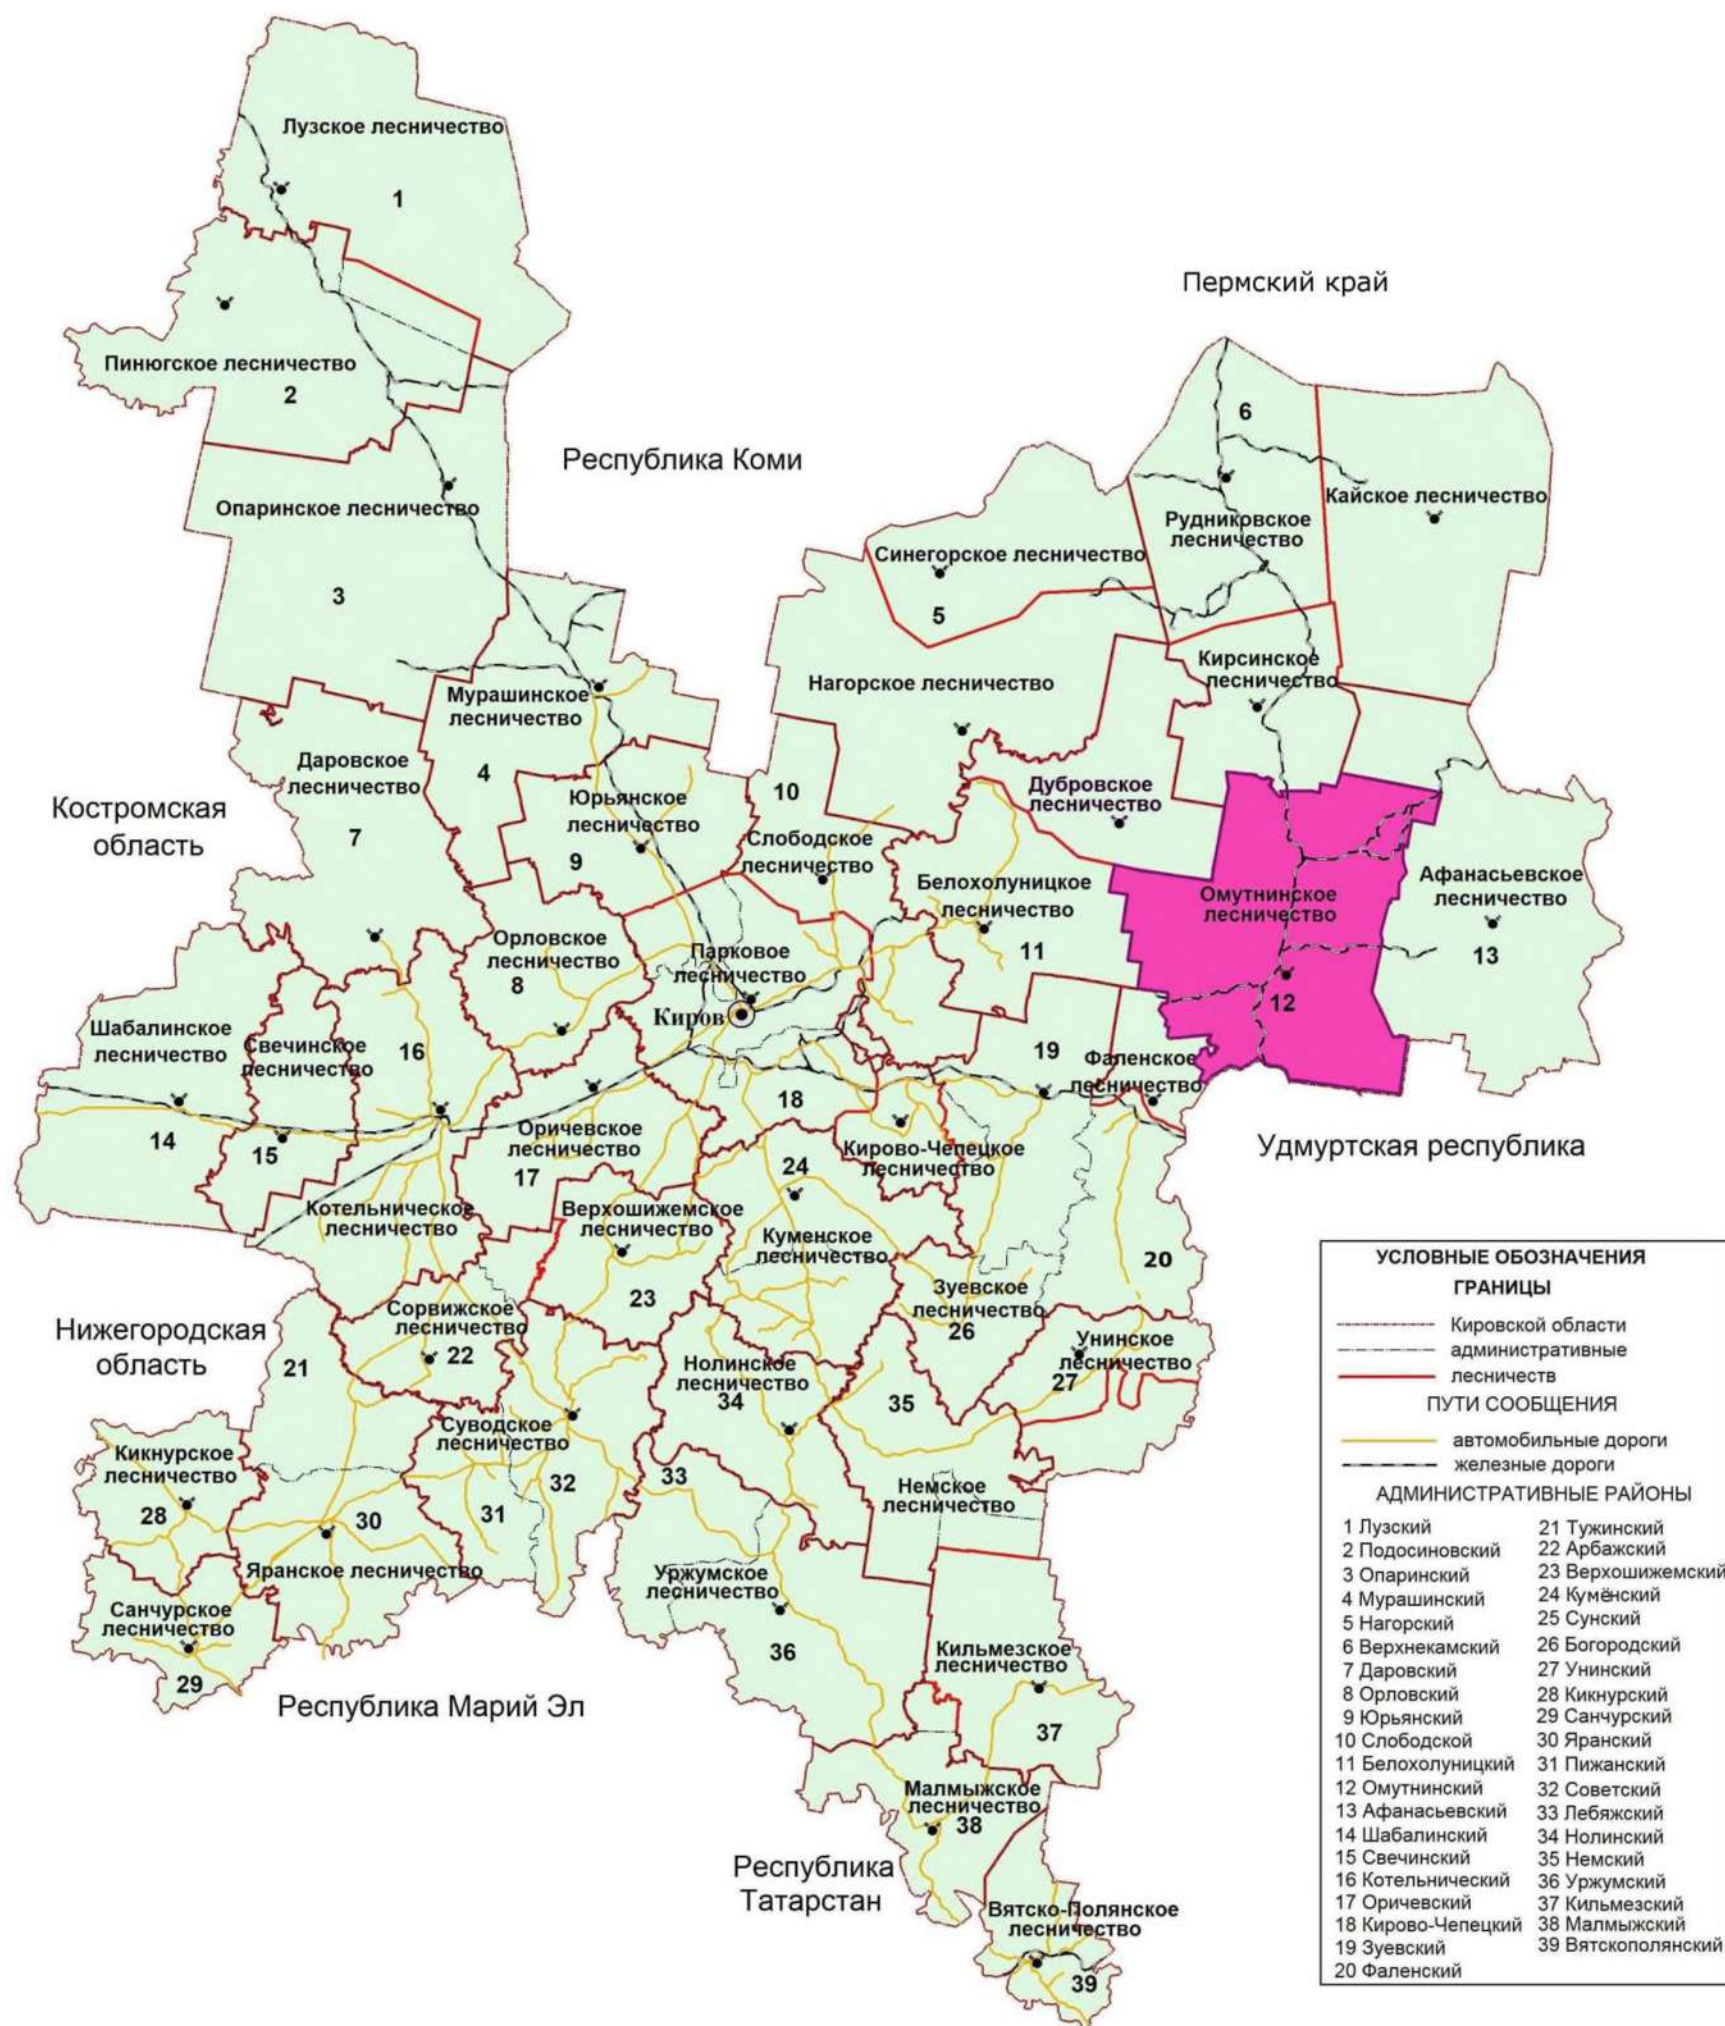 Лузское лесничество
1
Пермский край
Пинюгское лесничество
2
6
Республика Коми
Кайское лесничество
Опаринское лесничество
Рудниковское
лесничество
Синегорское лесничество
3
5
Кирсинское
лесничество
Нагорское лесничество
Мурашинское
лесничество
Даровское
лесничество
4
10
Дубровское
лесничество
Костромская
область
7
Юрьянское
лесничество
9
Слободское
лесничество
Белохолуницкое
лесничество
11
Омутнинское
лесничество
12
Афанасьевское
лесничество
13
Орловское
лесничество
8
Парковое
лесничество
Киров
Шабалинское
лесничество
Свечинское
лесничество
16
19
Фаленское
лесничество
18
14
15
Оричевское
лесничество
17
Кирово-Чепецкое
лесничество
24
Удмуртская республика
Котельническое
лесничество
Верхошижемское
лесничество
Куменское
лесничество
20
23
Зуевское
лесничество
26
Нижегородская
область
Сорвижское
лесничество
22
21
Унинское
лесничество
27
Нолинское
лесничество
34
35
Суводское
лесничество
Кикнурское
лесничество
28
32
33
Немское
лесничество
31
30
Яранское лесничество
Уржумское
лесничество
Санчурское
лесничество
29
36
Кильмезское
лесничество
37
Республика Марий Эл
Малмыжское
лесничество
38
Республика
Татарстан
Вятско-Полянское
лесничество
39
УСЛОВНЫЕ ОБОЗНАЧЕНИЯ
ГРАНИЦЫ
Кировской области
административные
лесничеств
ПУТИ СООБЩЕНИЯ
автомобильные дороги
железные дороги
АДМИНИСТРАТИВНЫЕ РАЙОНЫ
1 Лузский
2 Подосиновский
3 Опаринский
4 Мурашинский
5 Нагорский
6 Верхнекамский
7 Даровский
8 Орловский
9 Юрьянский
10 Слободской
11 Белохолуницкий
12 Омутнинский
13 Афанасьевский
14 Шабалинский
15 Свечинский
16 Котельнический
17 Оричевский
18 Кирово-Чепецкий
19 Зуевский
20 Фаленский
21 Тужинский
22 Арбажский
23 Верхошижемский
24 Кумёнский
25 Сунский
26 Богородский
27 Унинский
28 Кикнурский
29 Санчурский
30 Яранский
31 Пижанский
32 Советский
33 Лебяжский
34 Нолинский
35 Немский
36 Уржумский
37 Кильмезский
38 Малмыжский
39 Вятскополянский